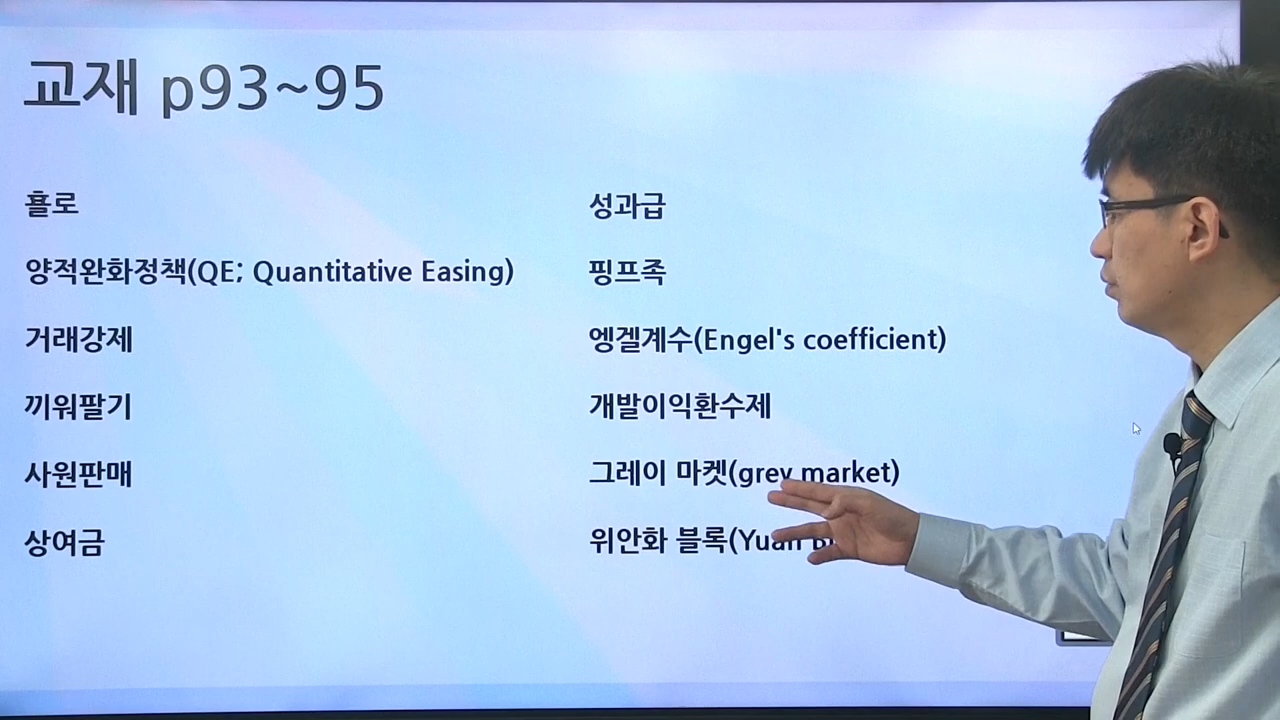 교재 p93~95
욜로
양적완화정책(QE; Quantitative Easing)
거래강제
끼워팔기
사원판매
상여금
성과급
핑프족
엥겔계수(Engel's coefficient)
개발이익환수제
그레이 마켓(grey market)
위안화 블록(Yuan